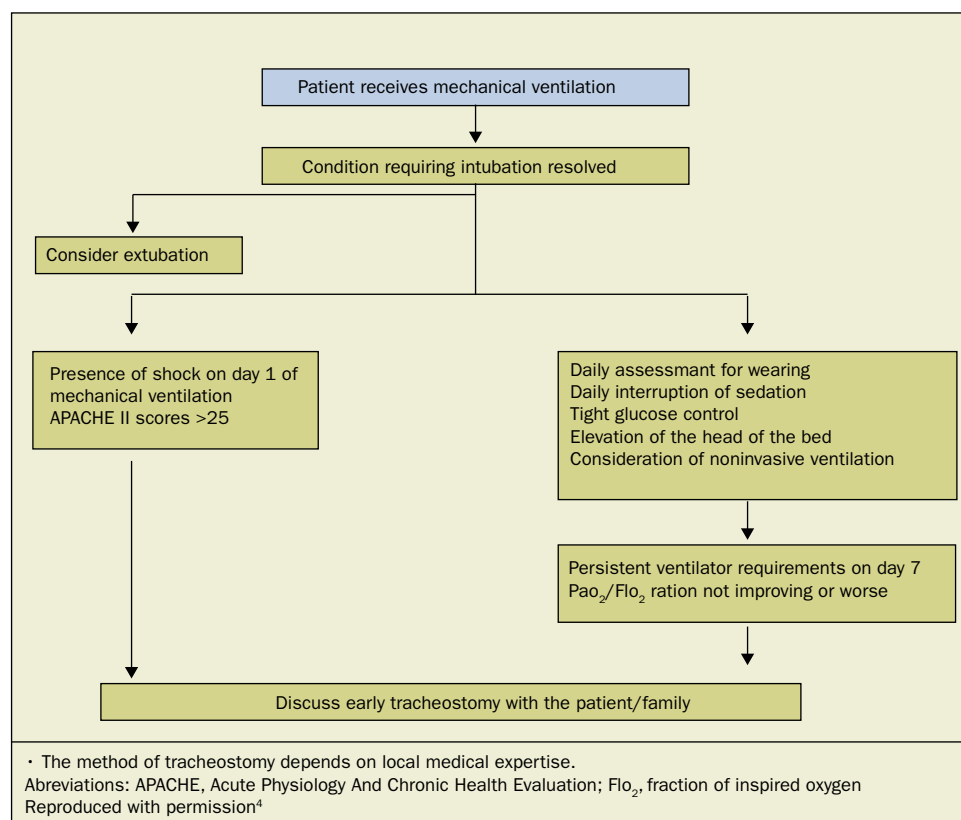 Patient receives mechanical ventilation
Condition requiring intubation resolved
Consider extubation
Presence of shock on day 1 of
mechanical ventilation
APACHE II scores >25
Daily assessmant for wearing
Daily interruption of sedation
Tight glucose control
Elevation of the head of the bed
Consideration of noninvasive ventilation
Persistent ventilator requirements on day 7
Pao₂/Flo₂ ration not improving or worse
Discuss early tracheostomy with the patient/family
· The method of tracheostomy depends on local medical expertise.
Abreviations: APACHE, Acute Physiology And Chronic Health Evaluation; Flo₂, fraction of inspired oxygen
Reproduced with permission⁴